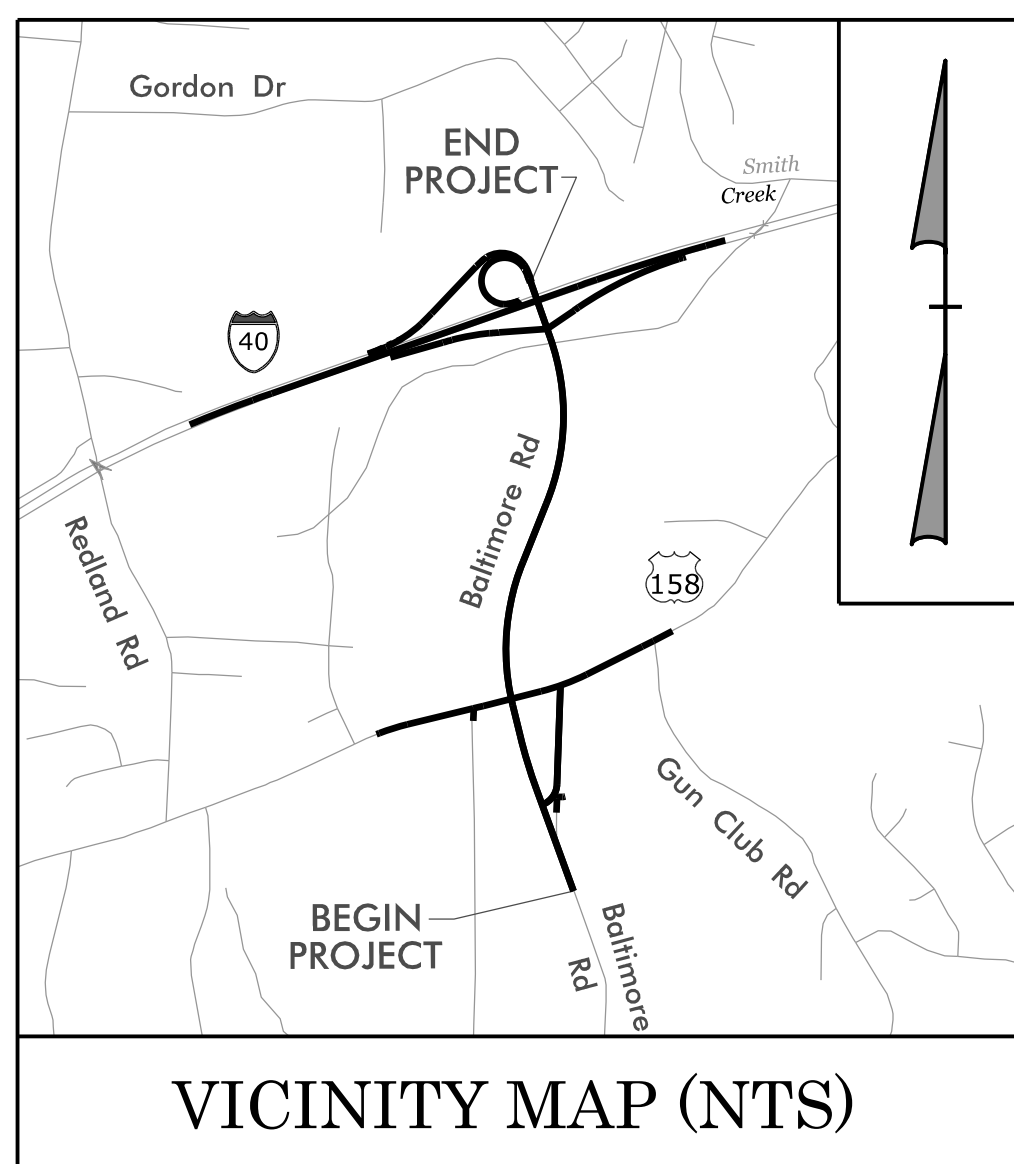 Gordon Dr
END
PROJECT
Smith
Creek
40
Baltimore Rd
Redland Rd
158
Gun Club Rd
BEGIN
PROJECT
Baltimore
Rd
VICINITY MAP (NTS)